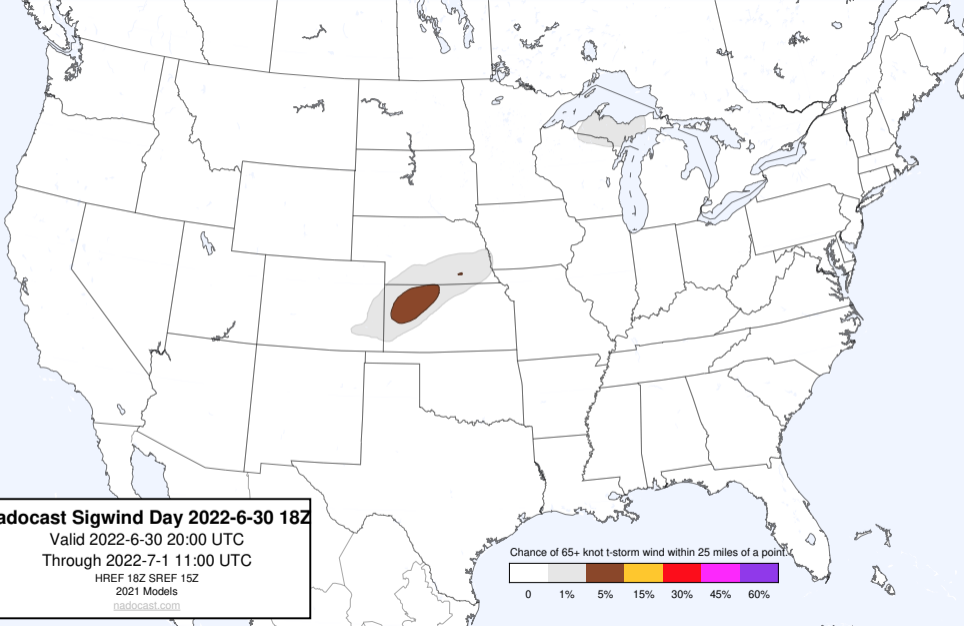 adocast Sigwind Day 2022-6-30 18Z
Valid 2022-6-30 20:00 UTC
Through 2022-7-1 11:00 UTC
HREF 18Z SREF 15Z
2021 Models
nadocast.com
Chance of 65+ knot t-storm wind within 25 miles of a point.
0 1% 5% 15% 30% 45% 60%